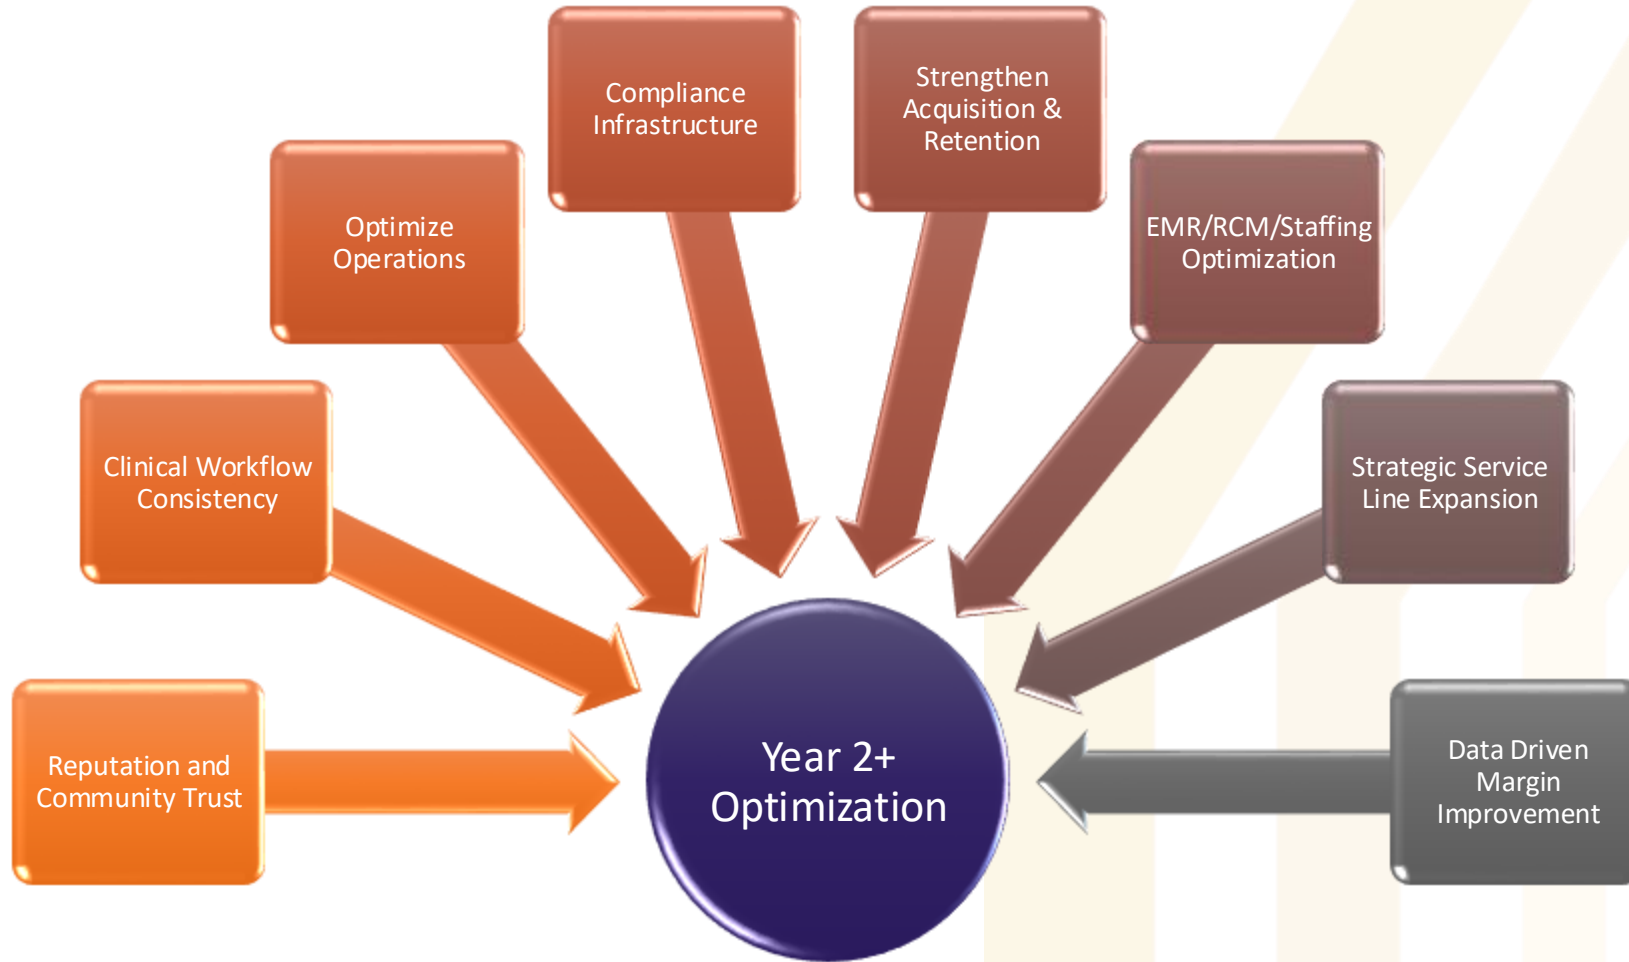 Compliance
Infrastructure
Strengthen
Acquisition &
Retention
Optimize
Operations
EMR/RCM/Staffing
Optimization
Clinical Workflow
Consistency
Strategic Service
Line Expansion
Reputation and
Community Trust
Year 2+
Optimization
Data Driven
Margin
Improvement